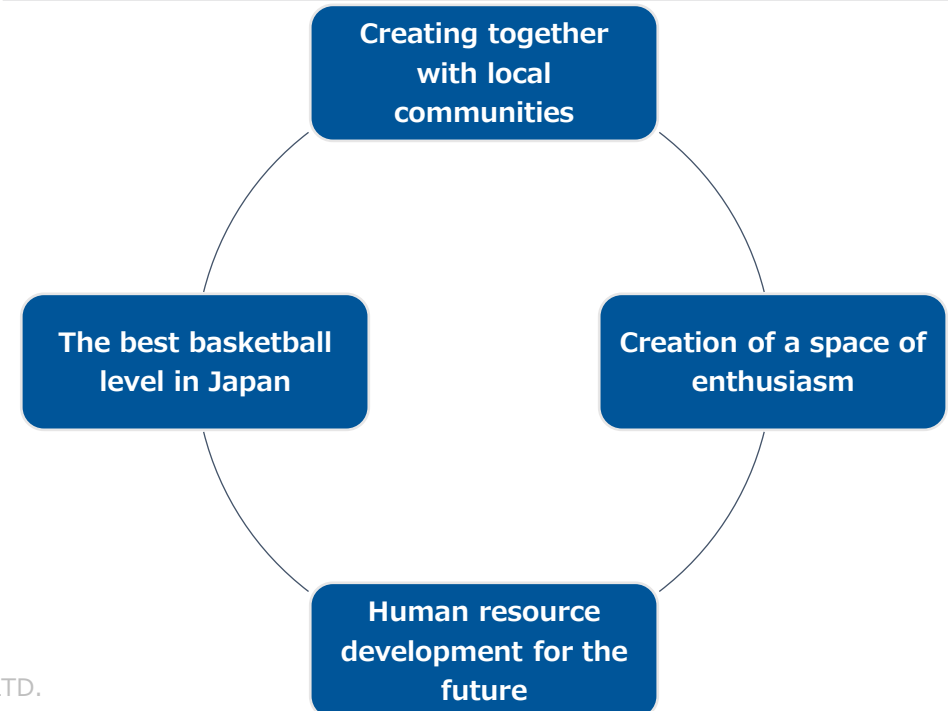 Creating together
with local
communities
The best basketball
level in Japan
Creation of a space of
enthusiasm
Human resource
development for the
future
TD.